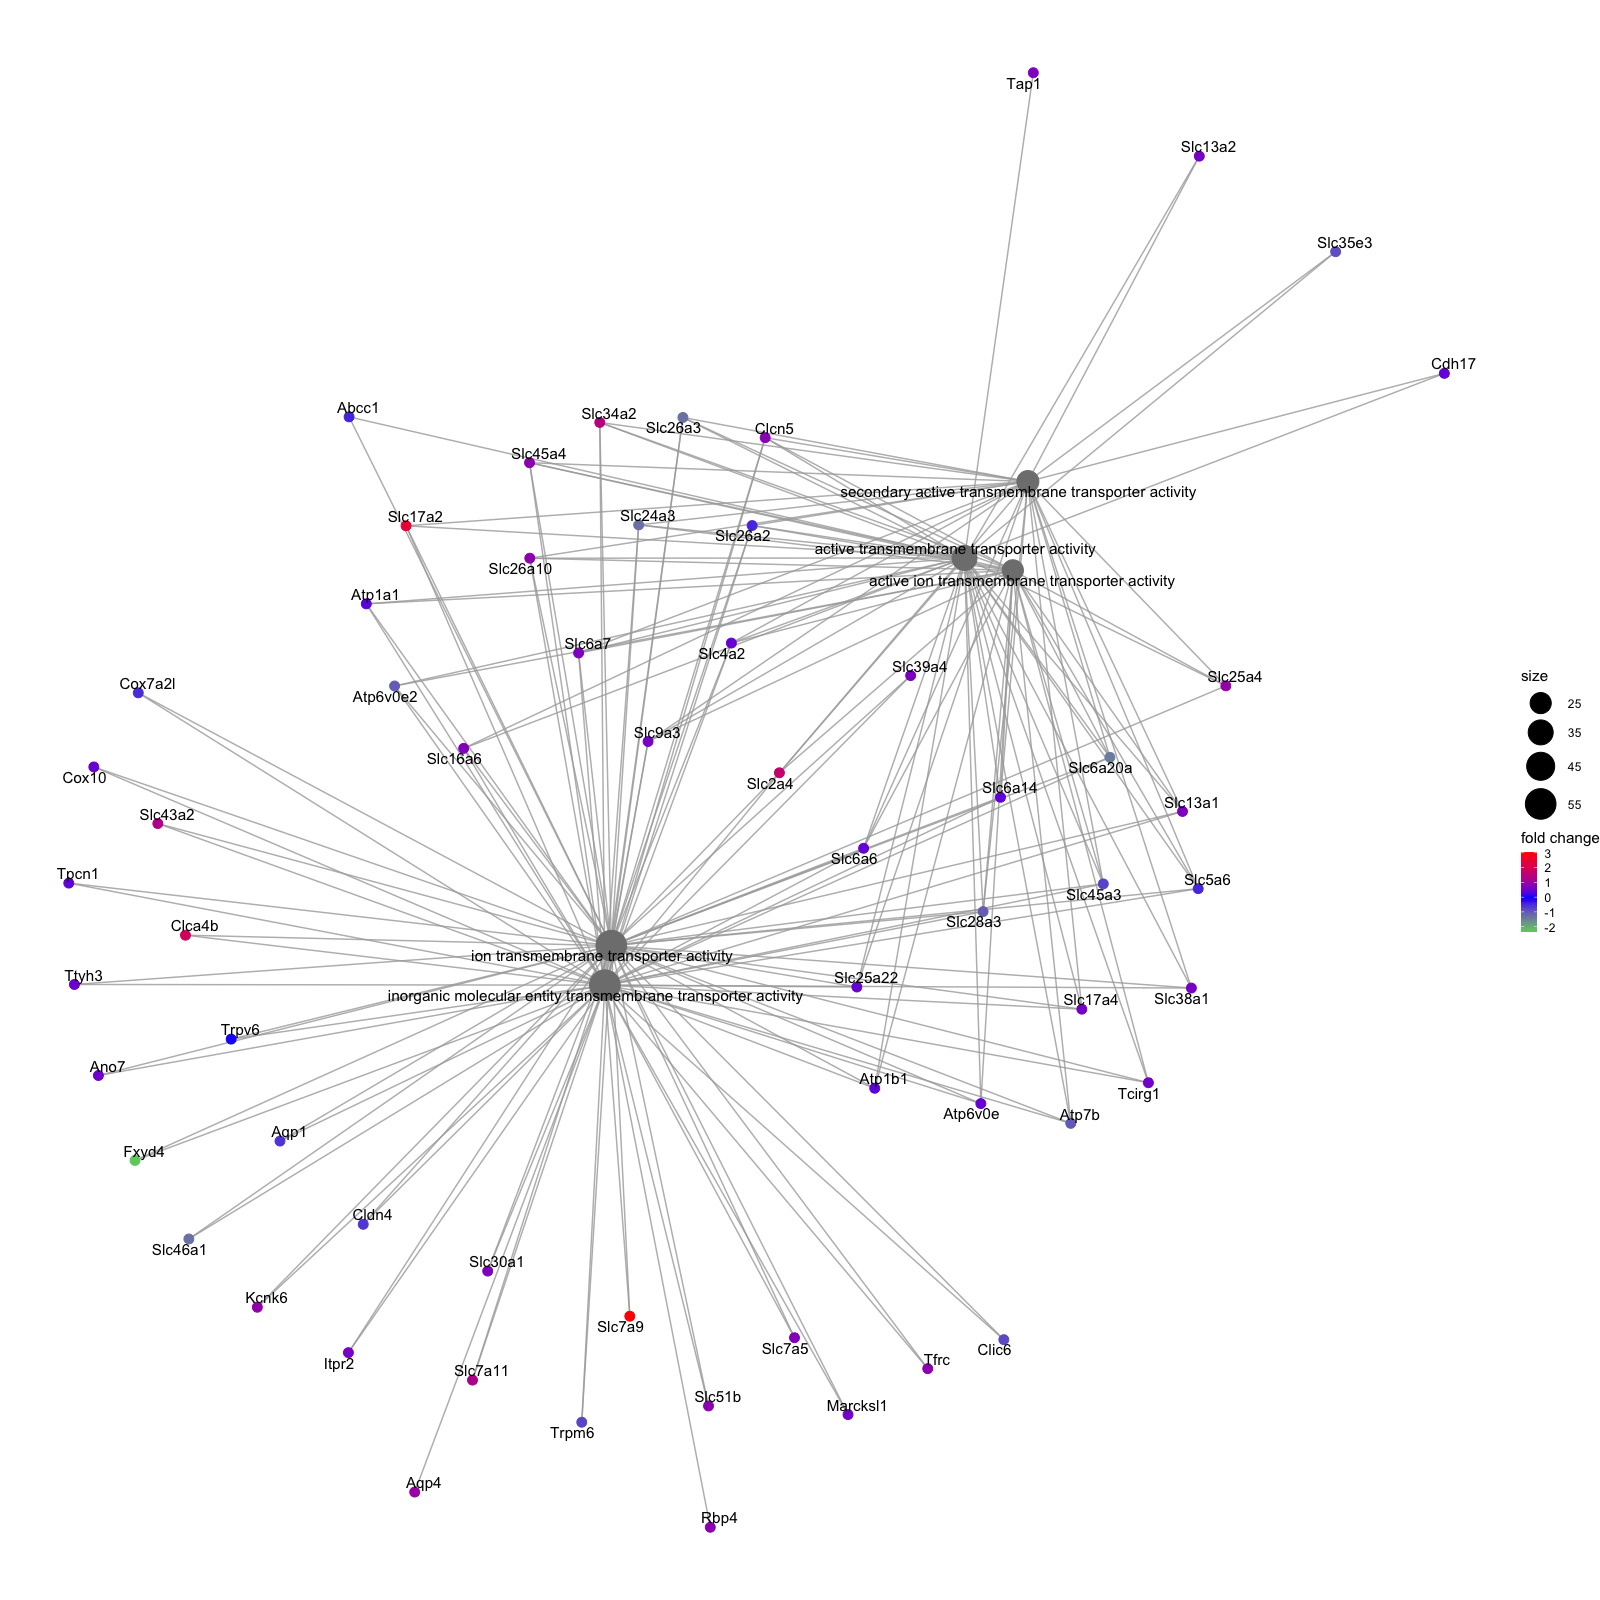 Tap1
Slc13a2
Slc35e3
Cdh17
Abcc1
Slc34a2
Slc26a3
Clcn5
Slc45a4
secondary active transmembrane transporter activity
Slc17a2
Slc24a3
Slc26a2
active transmembrane transporter activity
Slc26a10
active ion transmembrane transporter activity
Atp1a1
Slc6a7
Slc4a2
Slc39a4
Slc25a4
Cox7a2l
Atp6v0e2
Slc9a3
Slc16a6
Slc6a20a
Cox10
Slc2a4
Slc6a14
Slc13a1
Slc43a2
Slc6a6
Tpcn1
Slc45a3
Slc5a6
Clca4b
Slc28a3
ion transmembrane transporter activity
Ttyh3
Slc25a22
inorganic molecular entity transmembrane transporter activity
Slc17a4
Slc38a1
Trpv6
Ano7
Atp1b1
Atp6v0e
Atp7b
Tcirg1
Aqp1
Fxyd4
Cldn4
Slc46a1
Slc30a1
Kcnk6
Slc7a9
Itpr2
Slc7a11
Slc7a5
Clic6
Tfrc
Slc51b
Marcksl1
Trpm6
Aqp4
Rbp4
size
25
35
45
55
fold change
3
2
1
0
-1
-2